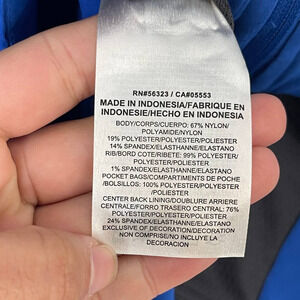 RN#56323 / CA#05553
MADE IN INDONESIA/FABRIQUE EN
INDONESIE/HECHO EN INDONESIA
BODY/CORPS/CUERPO: 67% NYLON/
POLYAMIDE/NYLON
19% POLYESTER/POLYESTER/POLIESTER
14% SPANDEX/ELASTHANNE/ELASTANO
RIB/BORD COTE/RIBETE: 99% POLYESTER/
POLYESTER/POLIESTER
1% SPANDEX/ELASTHANNE/ELASTANO
POCKET BAGS/COMPARTIMENTS DE POCHE
/BOLSILLOS: 100% POLYESTER/POLYESTER
/POLIESTER
CENTER BACK LINING/DOUBLURE ARRIERE
CENTRALE/FORRO TRASERO CENTRAL: 76%
POLYESTER/POLYESTER/POLIESTER
24% SPANDEX/ELASTHANNE/ELASTANO
EXCLUSIVE OF DECORATION/DECORATION
NON COMPRISE/NO INCLUYE LA
DECORACION